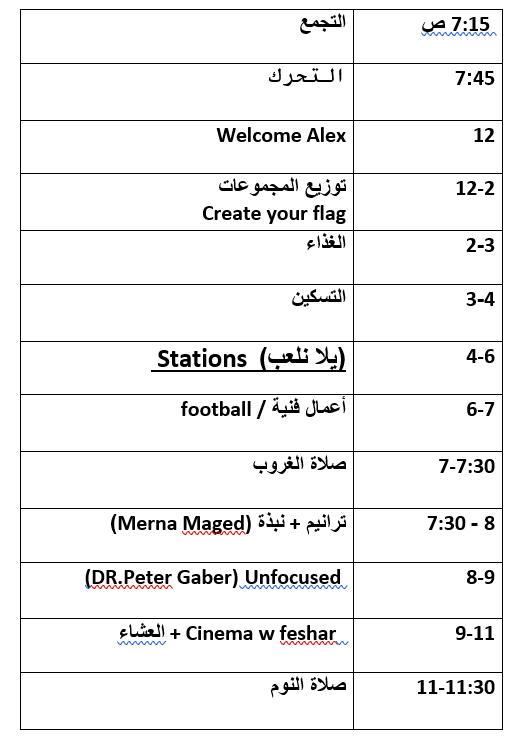 7:15 ص التجمع
7:45 الـتـحرك
12 Welcome Alex
12-2 توزيع المجموعات
Create your flag
2-3 الغذاء
3-4 التسكين
4-6 (يلا نلعب) Stations
6-7 أعمال فنية / football
7-7:30 صلاة الغروب
7:30 - 8 ترانيم + نبذة (Merna Maged)
8-9 (DR.Peter Gaber) Unfocused
9-11 العشاء + Cinema w feshar
11-11:30 صلاة النوم